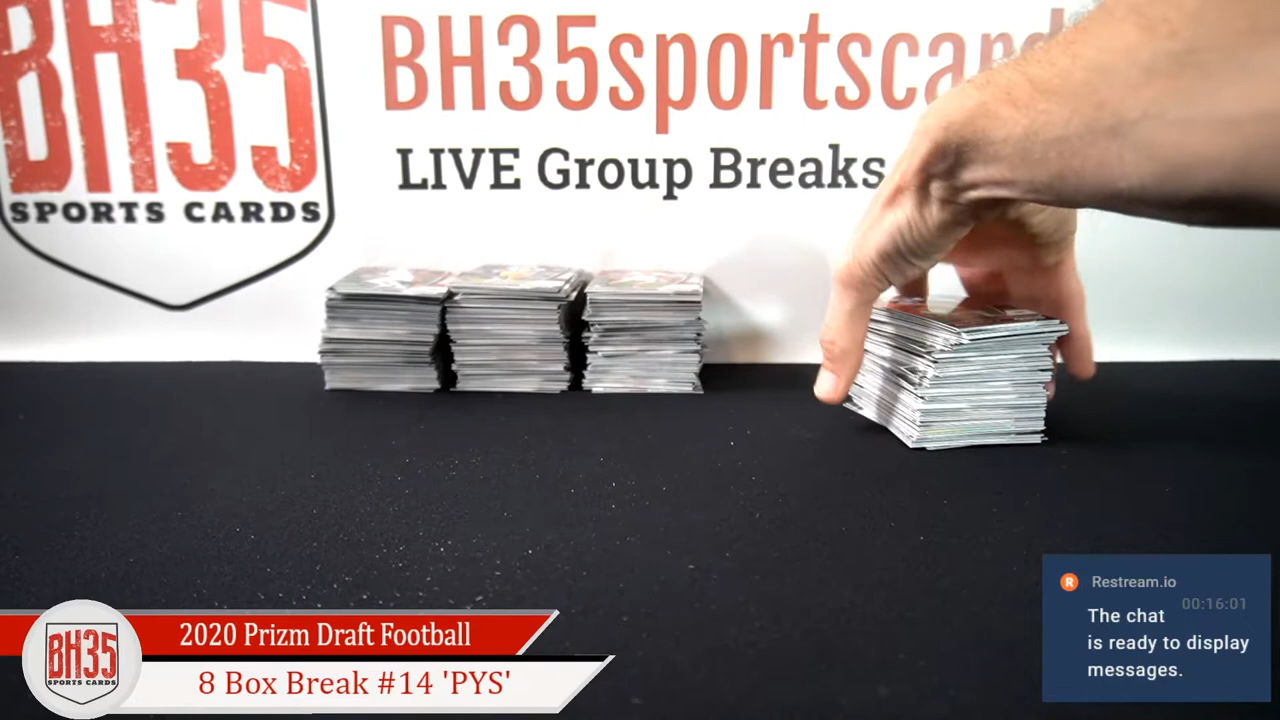 BH35
SPORTS CARDS
BH35sportscard
LIVE Group Breaks
R Restream.io
00:16:01
The chat
is ready to display
messages.
BH35
SPORTS CARDS
2020 Prizm Draft Football
8 Box Break #14 'PYS'